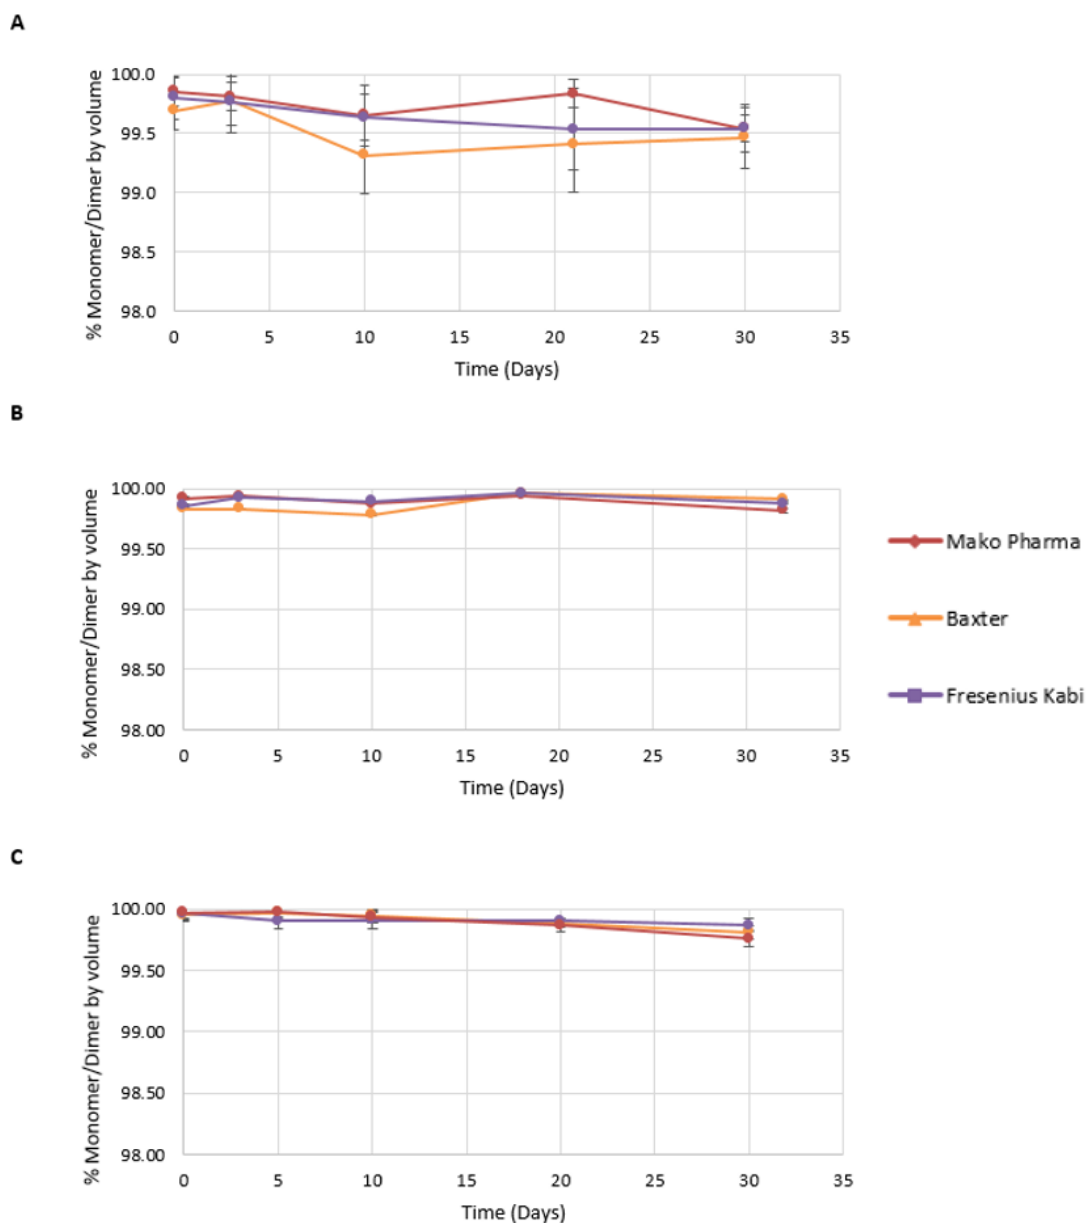 A
% Monomer/Dimer by volume
100.0
99.5
99.0
98.5
98.0
0 5 10 15 20 25 30 35
Time (Days)
B
% Monomer/Dimer by volume
100.00
99.50
99.00
98.50
98.00
0 5 10 15 20 25 30 35
Time (Days)
Mako Pharma
Baxter
Fresenius Kabi
C
% Monomer/Dimer by volume
100.00
99.50
99.00
98.50
98.00
0 5 10 15 20 25 30 35
Time (Days)